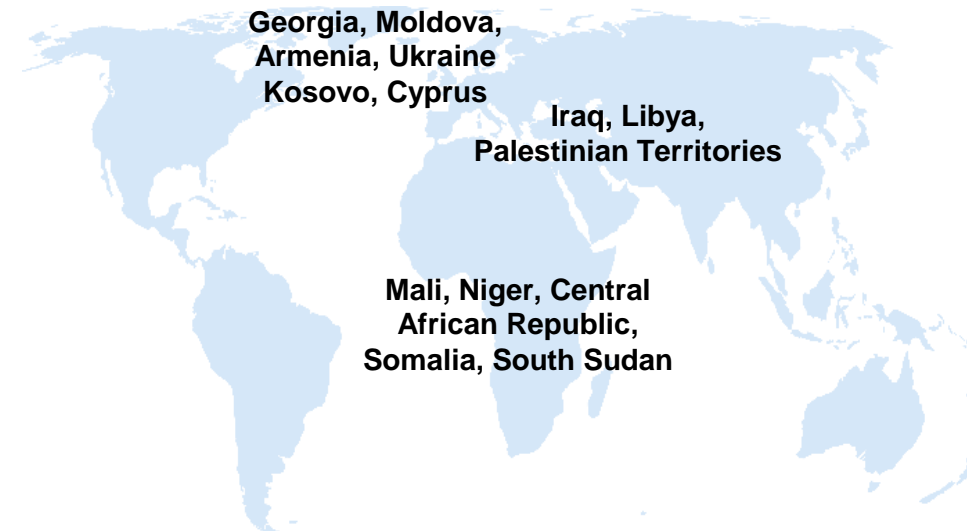 Georgia, Moldova,
Armenia, Ukraine
Kosovo, Cyprus
Iraq, Libya,
Palestinian Territories
Mali, Niger, Central
African Republic,
Somalia, South Sudan